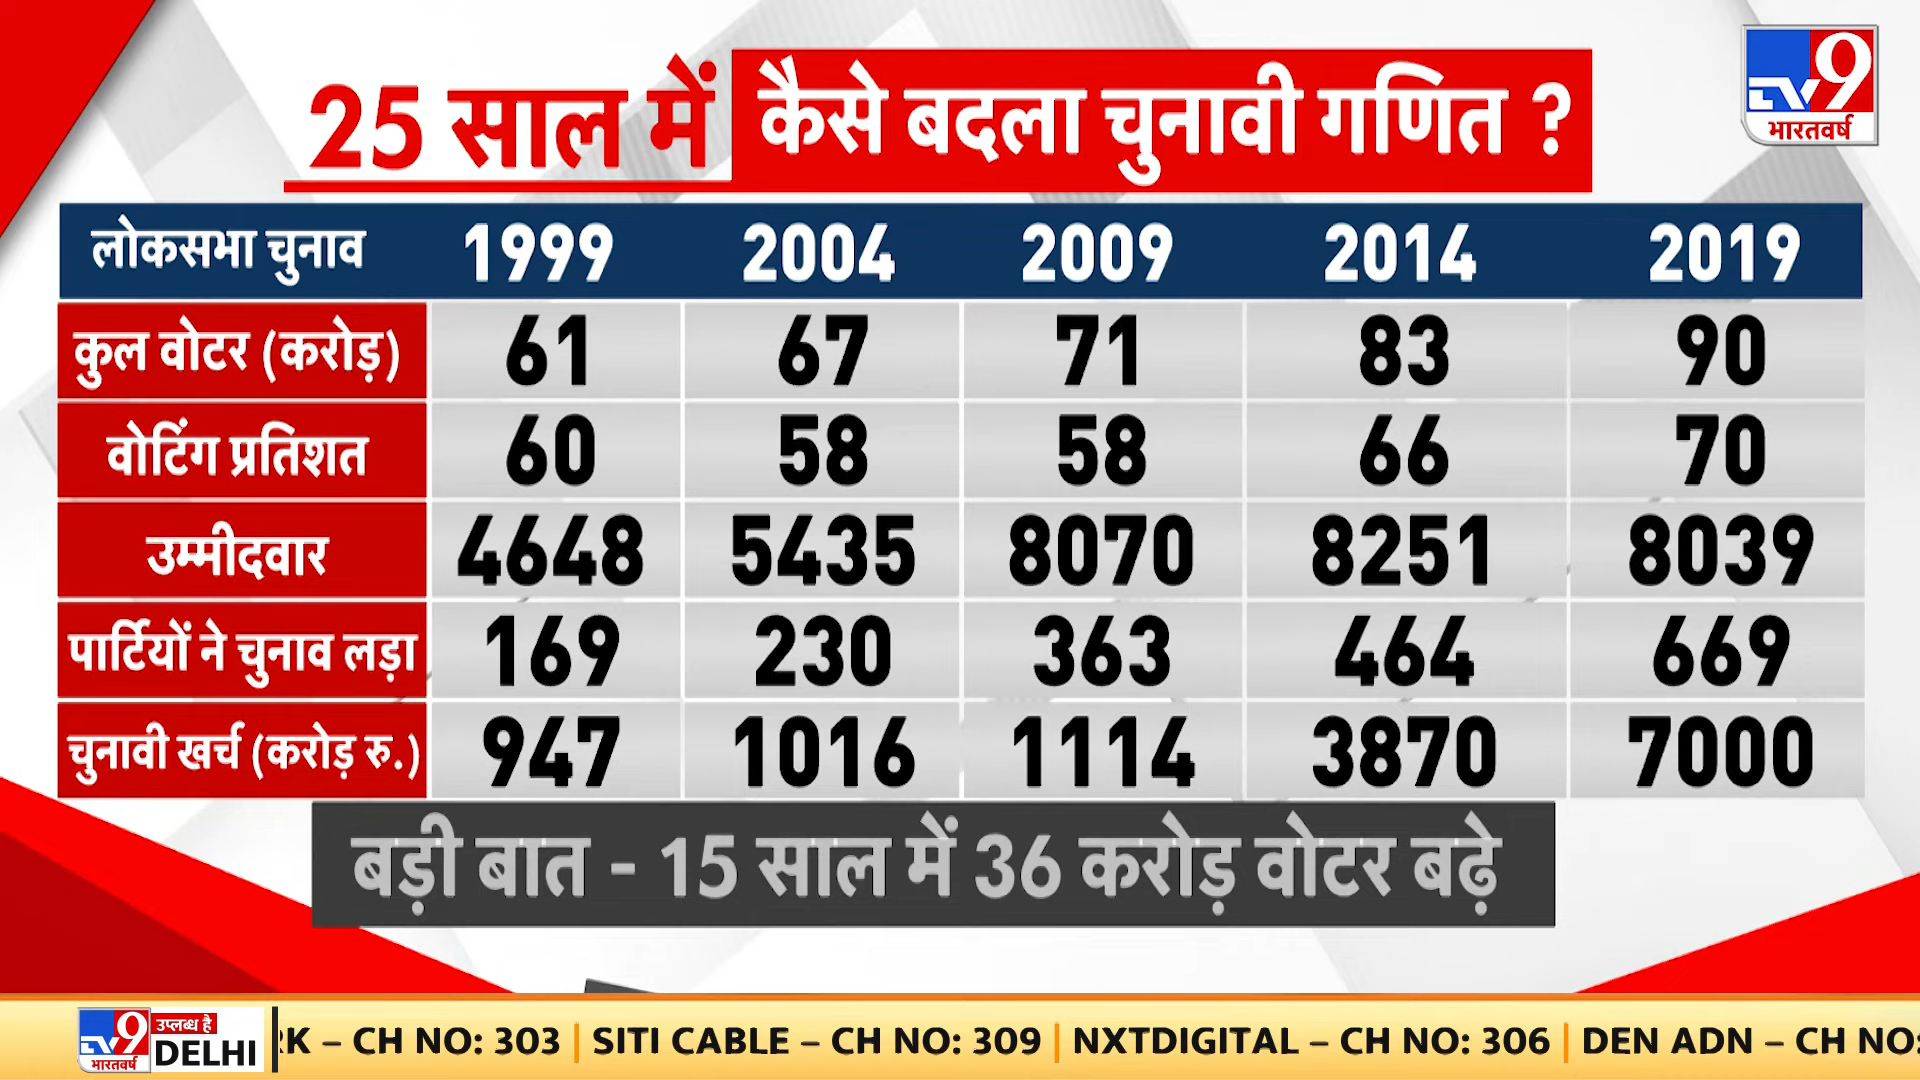 25 साल में कैसे बदला चुनावी गणित ?
TV9
भारतवर्ष
लोकसभा चुनाव 1999 2004 2009 2014 2019
कुल वोटर (करोड़) 61 67 71 83 90
वोटिंग प्रतिशत 60 58 58 66 70
उम्मीदवार 4648 5435 8070 8251 8039
पार्टियों ने चुनाव लड़ा 169 230 363 464 669
चुनावी खर्च (करोड़ रु.) 947 1016 1114 3870 7000
बड़ी बात - 15 साल में 36 करोड़ वोटर बढ़े
TV9 भारतवर्ष उपलब्ध है DELHI
RK – CH NO: 303 | SITI CABLE – CH NO: 309 | NXTDIGITAL – CH NO: 306 | DEN ADN – CH NO: